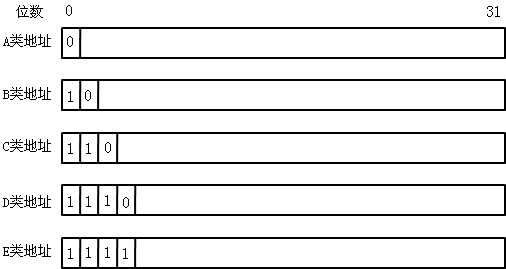 位数 0 31
A类地址 0
B类地址 1 0
C类地址 1 1 0
D类地址 1 1 1 0
E类地址 1 1 1 1